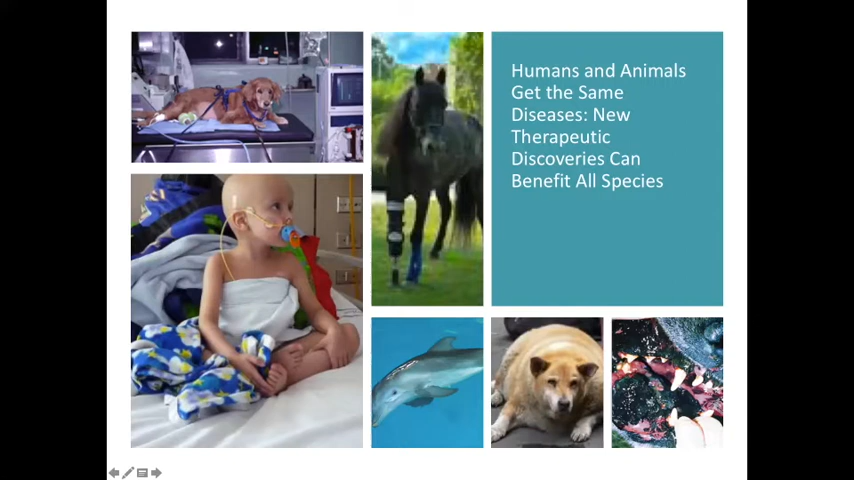 Humans and Animals
Get the Same
Diseases: New
Therapeutic
Discoveries Can
Benefit All Species